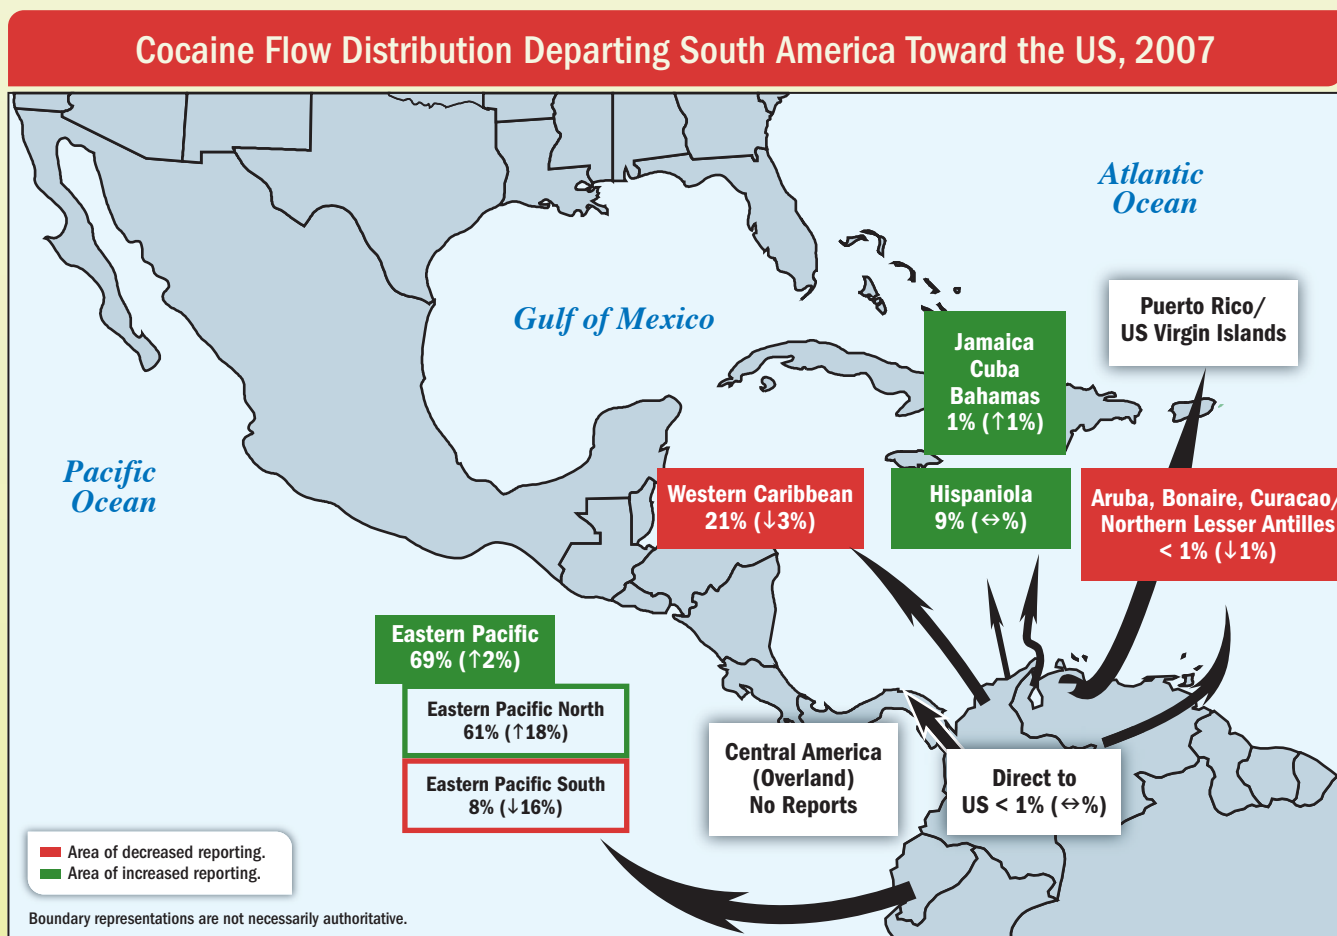 Cocaine Flow Distribution Departing South America Toward the US, 2007
Atlantic
Ocean
Gulf of Mexico
Puerto Rico/
US Virgin Islands
Jamaica
Cuba
Bahamas
1% (↑1%)
Pacific
Ocean
Western Caribbean
21% (↓3%)
Hispaniola
9% (↔%)
Aruba, Bonaire, Curacao/
Northern Lesser Antilles
< 1% (↓1%)
Eastern Pacific
69% (↑2%)
Eastern Pacific North
61% (↑18%)
Eastern Pacific South
8% (↓16%)
Central America
(Overland)
No Reports
Direct to
US < 1% (↔%)
Area of decreased reporting.
Area of increased reporting.
Boundary representations are not necessarily authoritative.